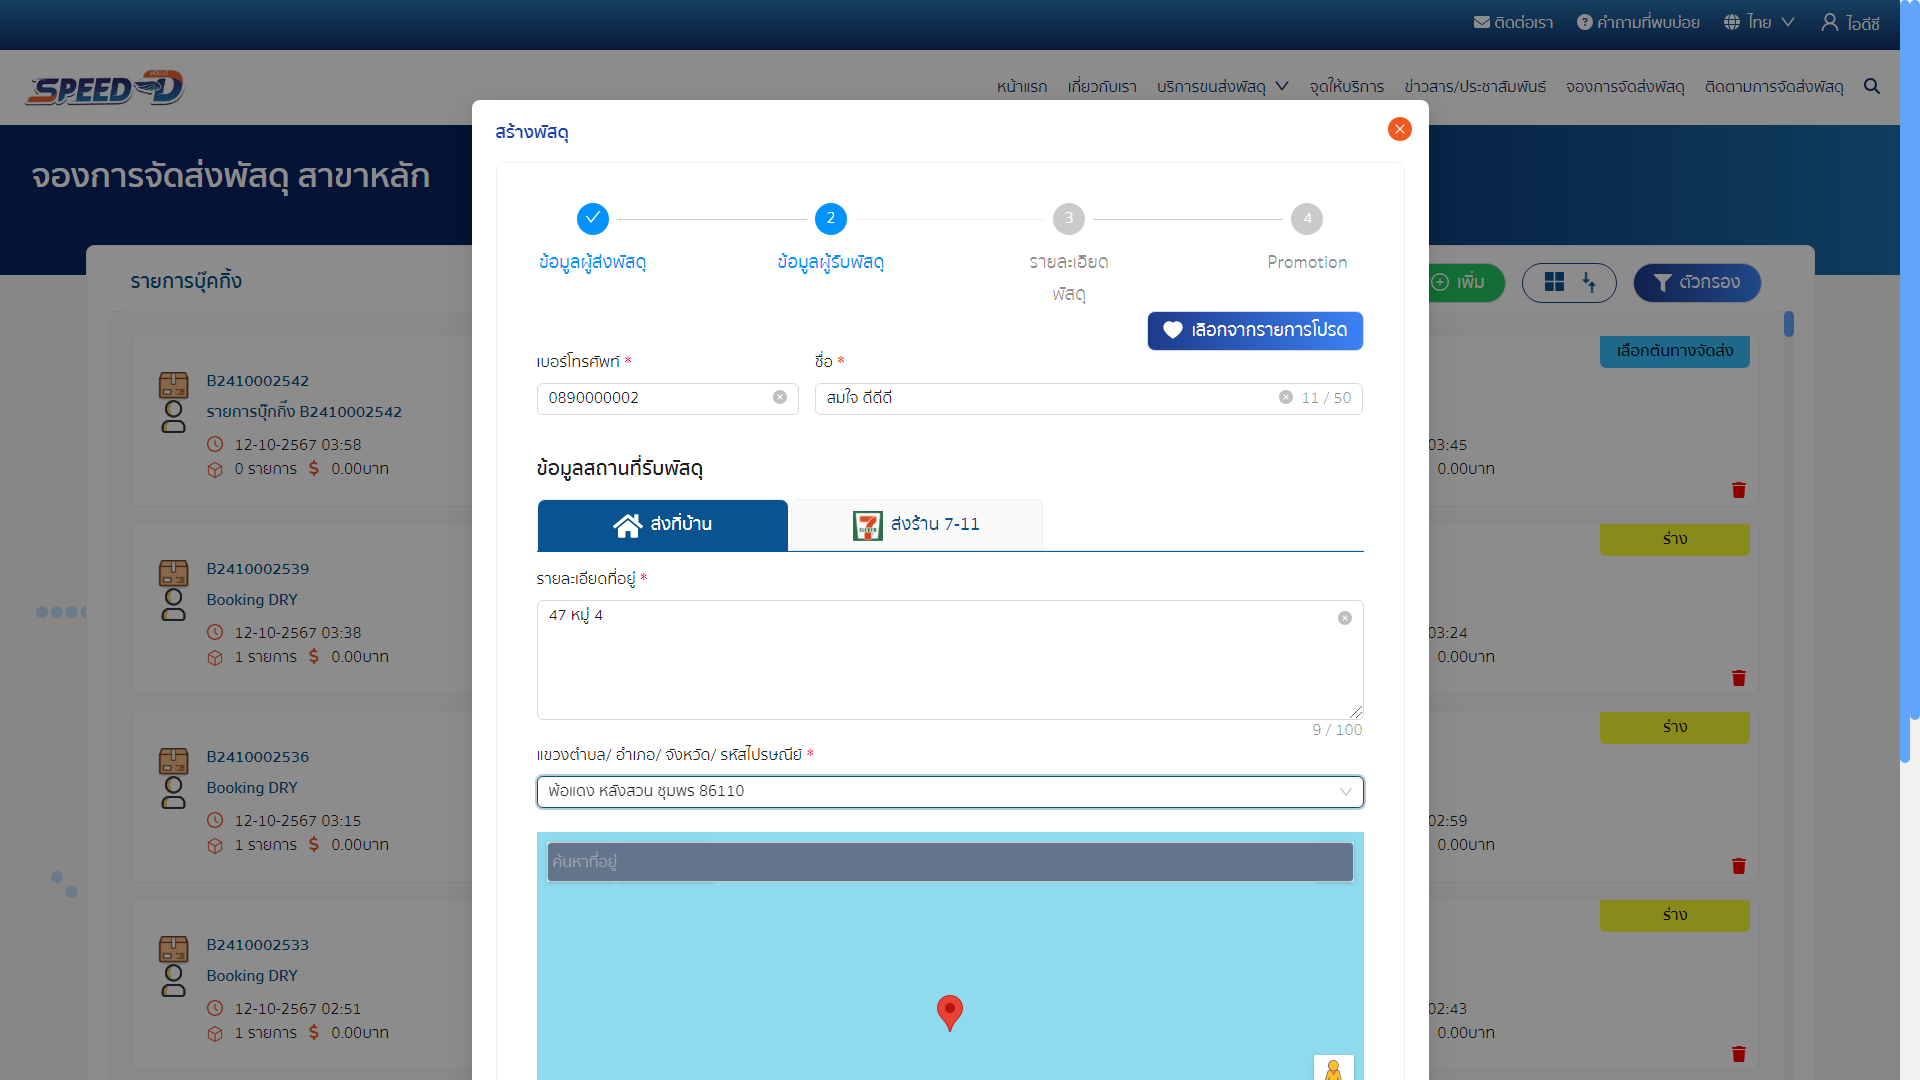 ติดต่อเรา
คำถามที่พบบ่อย
ไทย
ไอดีซี
SPEED-D
หน้าแรก
เกี่ยวกับเรา
บริการขนส่งพัสดุ
จุดให้บริการ
ข่าวสาร/ประชาสัมพันธ์
จองการจัดส่งพัสดุ
ติดตามการจัดส่งพัสดุ
จองการจัดส่งพัสดุ สาขาหลัก
รายการบุ๊คกิ้ง
เพิ่ม
ตัวกรอง
B2410002542
รายการบุ๊กกิ๊ง B2410002542
12-10-2567 03:58
0 รายการ $ 0.00บาท
B2410002539
Booking DRY
12-10-2567 03:38
1 รายการ $ 0.00บาท
B2410002536
Booking DRY
12-10-2567 03:15
1 รายการ $ 0.00บาท
B2410002533
Booking DRY
12-10-2567 02:51
1 รายการ $ 0.00บาท
สร้างพัสดุ
2
3
4
ข้อมูลผู้ส่งพัสดุ
ข้อมูลผู้รับพัสดุ
รายละเอียด
พัสดุ
Promotion
เลือกจากรายการโปรด
เบอร์โทรศัพท์ *
ชื่อ *
0890000002
สมใจ ดีดีดี
11 / 50
ข้อมูลสถานที่รับพัสดุ
ส่งที่บ้าน
ส่งร้าน 7-11
รายละเอียดที่อยู่ *
47 หมู่ 4
9 / 100
แขวงตำบล/ อำเภอ/ จังหวัด/ รหัสไปรษณีย์ *
พ้อแดง หลังสวน ชุมพร 86110
ค้นหาที่อยู่
เลือกต้นทางจัดส่ง
03:45
0.00บาท
ร่าง
03:24
0.00บาท
ร่าง
02:59
0.00บาท
ร่าง
02:43
0.00บาท